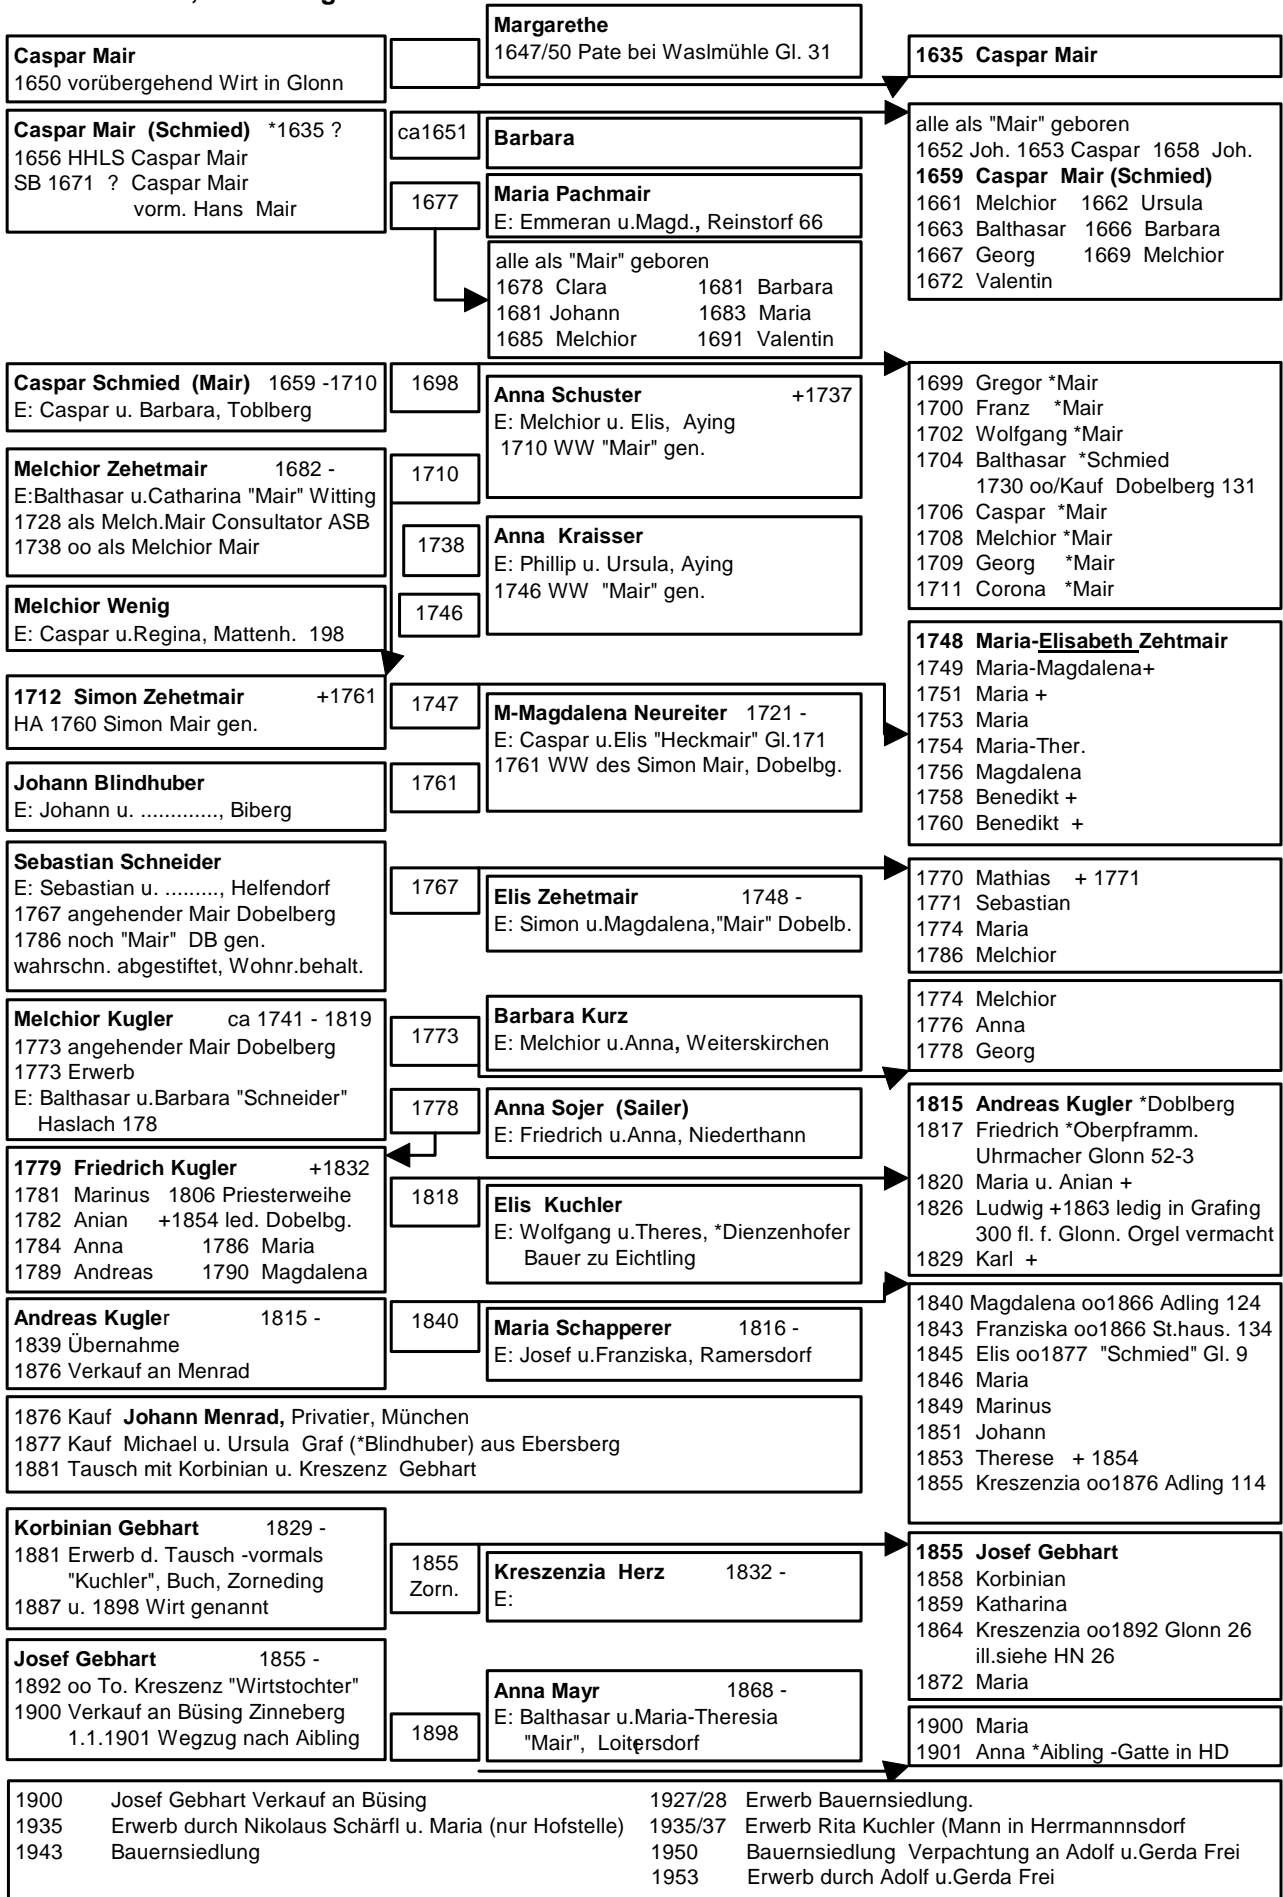 Margarethe
1647/50 Pate bei Waslmühle Gl. 31
Caspar Mair
1650 vorübergehend Wirt in Glonn
1635 Caspar Mair
Caspar Mair (Schmied) *1635 ?
1656 HHLS Caspar Mair
SB 1671 ? Caspar Mair
vorm. Hans Mair
ca1651
Barbara
1677
Maria Pachmair
E: Emmeran u.Magd., Reinstorf 66
alle als "Mair" geboren
1678 Clara 1681 Barbara
1681 Johann 1683 Maria
1685 Melchior 1691 Valentin
alle als "Mair" geboren
1652 Joh. 1653 Caspar 1658 Joh.
1659 Caspar Mair (Schmied)
1661 Melchior 1662 Ursula
1663 Balthasar 1666 Barbara
1667 Georg 1669 Melchior
1672 Valentin
Caspar Schmied (Mair) 1659 -1710
E: Caspar u. Barbara, Toblberg
1698
Anna Schuster +1737
E: Melchior u. Elis, Aying
1710 WW "Mair" gen.
1699 Gregor *Mair
1700 Franz *Mair
1702 Wolfgang *Mair
1704 Balthasar *Schmied
1730 oo/Kauf Dobelberg 131
1706 Caspar *Mair
1708 Melchior *Mair
1709 Georg *Mair
1711 Corona *Mair
Melchior Zehetmair 1682 -
E:Balthasar u.Catharina "Mair" Witting
1728 als Melch.Mair Consultator ASB
1738 oo als Melchior Mair
1710
1738
Anna Kraisser
E: Phillip u. Ursula, Aying
1746 WW "Mair" gen.
Melchior Wenig
E: Caspar u.Regina, Mattenh. 198
1746
1712 Simon Zehetmair +1761
HA 1760 Simon Mair gen.
1747
M-Magdalena Neureiter 1721 -
E: Caspar u.Elis "Heckmair" Gl.171
1761 WW des Simon Mair, Dobelbg.
1748 Maria-Elisabeth Zehtmair
1749 Maria-Magdalena+
1751 Maria +
1753 Maria
1754 Maria-Ther.
1756 Magdalena
1758 Benedikt +
1760 Benedikt +
Johann Blindhuber
E: Johann u. ............., Biberg
1761
Sebastian Schneider
E: Sebastian u. ........., Helfendorf
1767 angehender Mair Dobelberg
1786 noch "Mair" DB gen.
wahrschn. abgestiftet, Wohnr.behalt.
1767
Elis Zehetmair 1748 -
E: Simon u.Magdalena,"Mair" Dobelb.
1770 Mathias + 1771
1771 Sebastian
1774 Maria
1786 Melchior
Melchior Kugler ca 1741 - 1819
1773 angehender Mair Dobelberg
1773 Erwerb
E: Balthasar u.Barbara "Schneider"
Haslach 178
1773
Barbara Kurz
E: Melchior u.Anna, Weiterskirchen
1774 Melchior
1776 Anna
1778 Georg
1778
Anna Sojer (Sailer)
E: Friedrich u.Anna, Niederthann
1779 Friedrich Kugler +1832
1781 Marinus 1806 Priesterweihe
1782 Anian +1854 led. Dobelbg.
1784 Anna 1786 Maria
1789 Andreas 1790 Magdalena
1818
Elis Kuchler
E: Wolfgang u.Theres, *Dienzenhofer
Bauer zu Eichtling
1815 Andreas Kugler *Doblberg
1817 Friedrich *Oberpframm.
Uhrmacher Glonn 52-3
1820 Maria u. Anian +
1826 Ludwig +1863 ledig in Grafing
300 fl. f. Glonn. Orgel vermacht
1829 Karl +
Andreas Kugler 1815 -
1839 Übernahme
1876 Verkauf an Menrad
1840
Maria Schapperer 1816 -
E: Josef u.Franziska, Ramersdorf
1840 Magdalena oo1866 Adling 124
1843 Franziska oo1866 St.haus. 134
1845 Elis oo1877 "Schmied" Gl. 9
1846 Maria
1849 Marinus
1851 Johann
1853 Therese + 1854
1855 Kreszenzia oo1876 Adling 114
1876 Kauf Johann Menrad, Privatier, München
1877 Kauf Michael u. Ursula Graf (*Blindhuber) aus Ebersberg
1881 Tausch mit Korbinian u. Kreszenz Gebhart
Korbinian Gebhart 1829 -
1881 Erwerb d. Tausch -vormals
"Kuchler", Buch, Zorneding
1887 u. 1898 Wirt genannt
1855
Zorn.
Kreszenzia Herz 1832 -
E:
1855 Josef Gebhart
1858 Korbinian
1859 Katharina
1864 Kreszenzia oo1892 Glonn 26
ill.siehe HN 26
1872 Maria
Josef Gebhart 1855 -
1892 oo To. Kreszenz "Wirtstochter"
1900 Verkauf an Büsing Zinneberg
1.1.1901 Wegzug nach Aibling
1898
Anna Mayr 1868 -
E: Balthasar u.Maria-Theresia
"Mair", Loitersdorf
1900 Maria
1901 Anna *Aibling -Gatte in HD
1900 Josef Gebhart Verkauf an Büsing
1935 Erwerb durch Nikolaus Schärfl u. Maria (nur Hofstelle)
1943 Bauernsiedlung
1927/28 Erwerb Bauernsiedlung.
1935/37 Erwerb Rita Kuchler (Mann in Herrmannnsdorf
1950 Bauernsiedlung Verpachtung an Adolf u.Gerda Frei
1953 Erwerb durch Adolf u.Gerda Frei